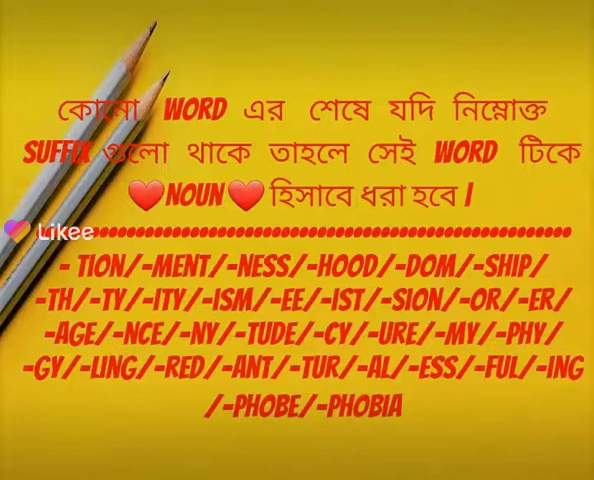 কোনো WORD এর শেষে যদি নিম্নোক্ত
SUFFIX গুলো থাকে তাহলে সেই WORD টিকে
❤️NOUN❤️ হিসাবে ধরা হবে।
Likee
- TION/-MENT/-NESS/-HOOD/-DOM/-SHIP/
-TH/-TY/-ITY/-ISM/-EE/-IST/-SION/-OR/-ER/
-AGE/-NCE/-NY/-TUDE/-CY/-URE/-MY/-PHY/
-GY/-LING/-RED/-ANT/-TUR/-AL/-ESS/-FUL/-ING
/-PHOBE/-PHOBIA